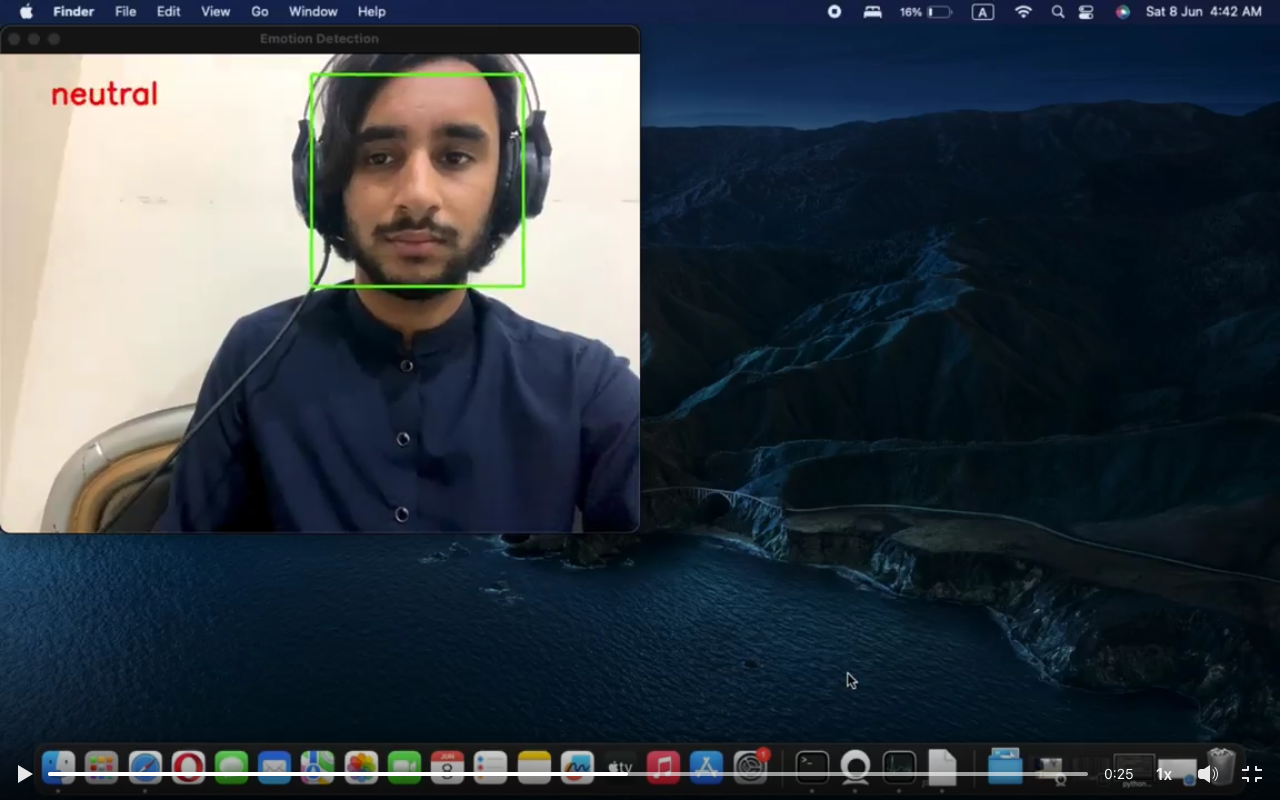 Finder File Edit View Go Window Help 16% A Sat 8 Jun 4:42 AM
Emotion Detection
neutral
JUN
8
tv
1
python...
0:25 1x